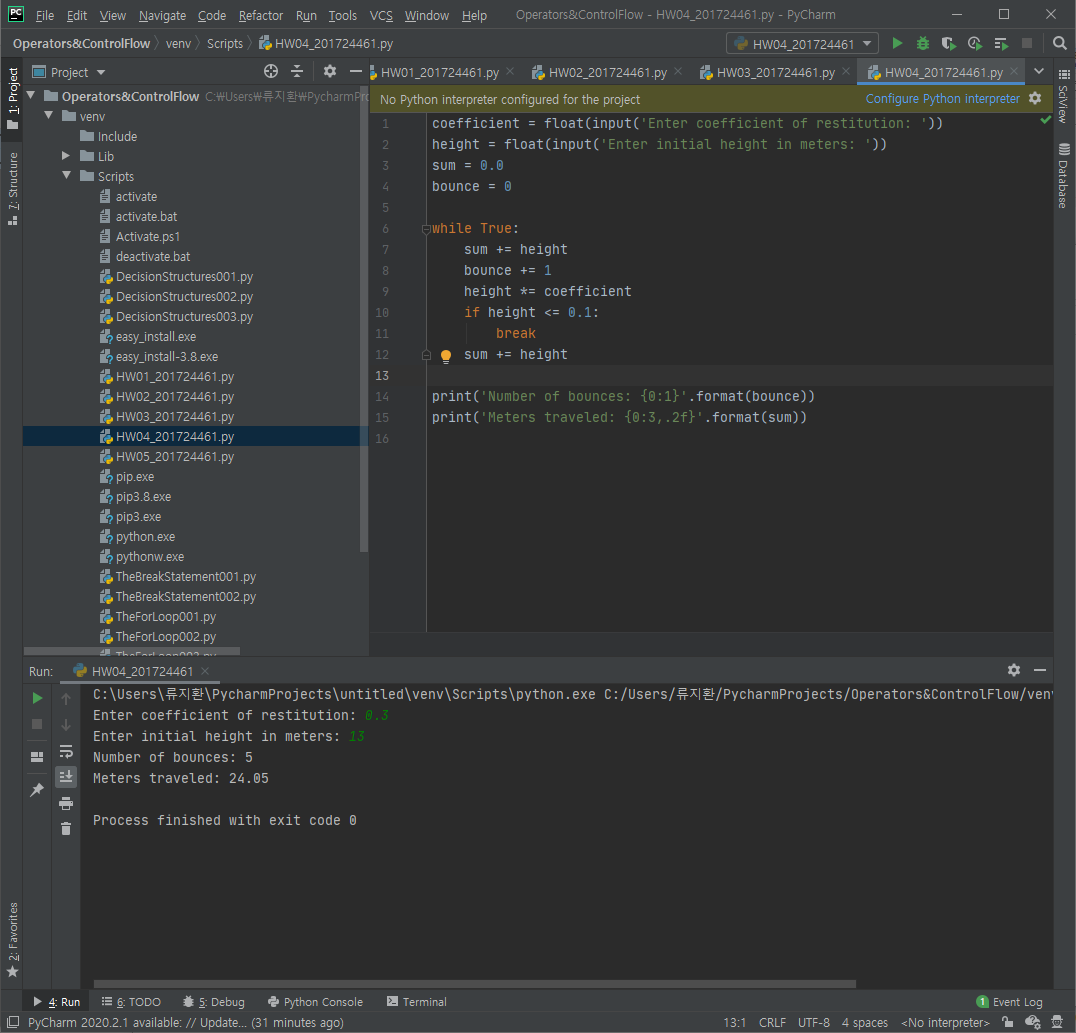 File Edit View Navigate Code Refactor Run Tools VCS Window Help Operators&ControlFlow - HW04_201724461.py - PyCharm
Operators&ControlFlow venv Scripts HW04_201724461.py HW04_201724461
1: Project
7: Structure
2: Favorites
Project
Operators&ControlFlow C:￦Users￦류지환￦PycharmPr
venv
Include
Lib
Scripts
activate
activate.bat
Activate.ps1
deactivate.bat
DecisionStructures001.py
DecisionStructures002.py
DecisionStructures003.py
easy_install.exe
easy_install-3.8.exe
HW01_201724461.py
HW02_201724461.py
HW03_201724461.py
HW04_201724461.py
HW05_201724461.py
pip.exe
pip3.8.exe
pip3.exe
python.exe
pythonw.exe
TheBreakStatement001.py
TheBreakStatement002.py
TheForLoop001.py
TheForLoop002.py
HW01_201724461.py HW02_201724461.py HW03_201724461.py HW04_201724461.py
No Python interpreter configured for the project Configure Python interpreter
1 coefficient = float(input('Enter coefficient of restitution: '))
2 height = float(input('Enter initial height in meters: '))
3 sum = 0.0
4 bounce = 0
5
6 while True:
7 sum += height
8 bounce += 1
9 height *= coefficient
10 if height <= 0.1:
11 break
12 sum += height
13
14 print('Number of bounces: {0:1}'.format(bounce))
15 print('Meters traveled: {0:3,.2f}'.format(sum))
16
SciView
Database
Run: HW04_201724461
C:\Users\류지환\PycharmProjects\untitled\venv\Scripts\python.exe C:/Users/류지환/PycharmProjects/Operators&ControlFlow/ven
Enter coefficient of restitution: 0.3
Enter initial height in meters: 13
Number of bounces: 5
Meters traveled: 24.05
Process finished with exit code 0
4: Run 6: TODO 5: Debug Python Console Terminal 1 Event Log
PyCharm 2020.2.1 available: // Update... (31 minutes ago) 13:1 CRLF UTF-8 4 spaces <No interpreter>